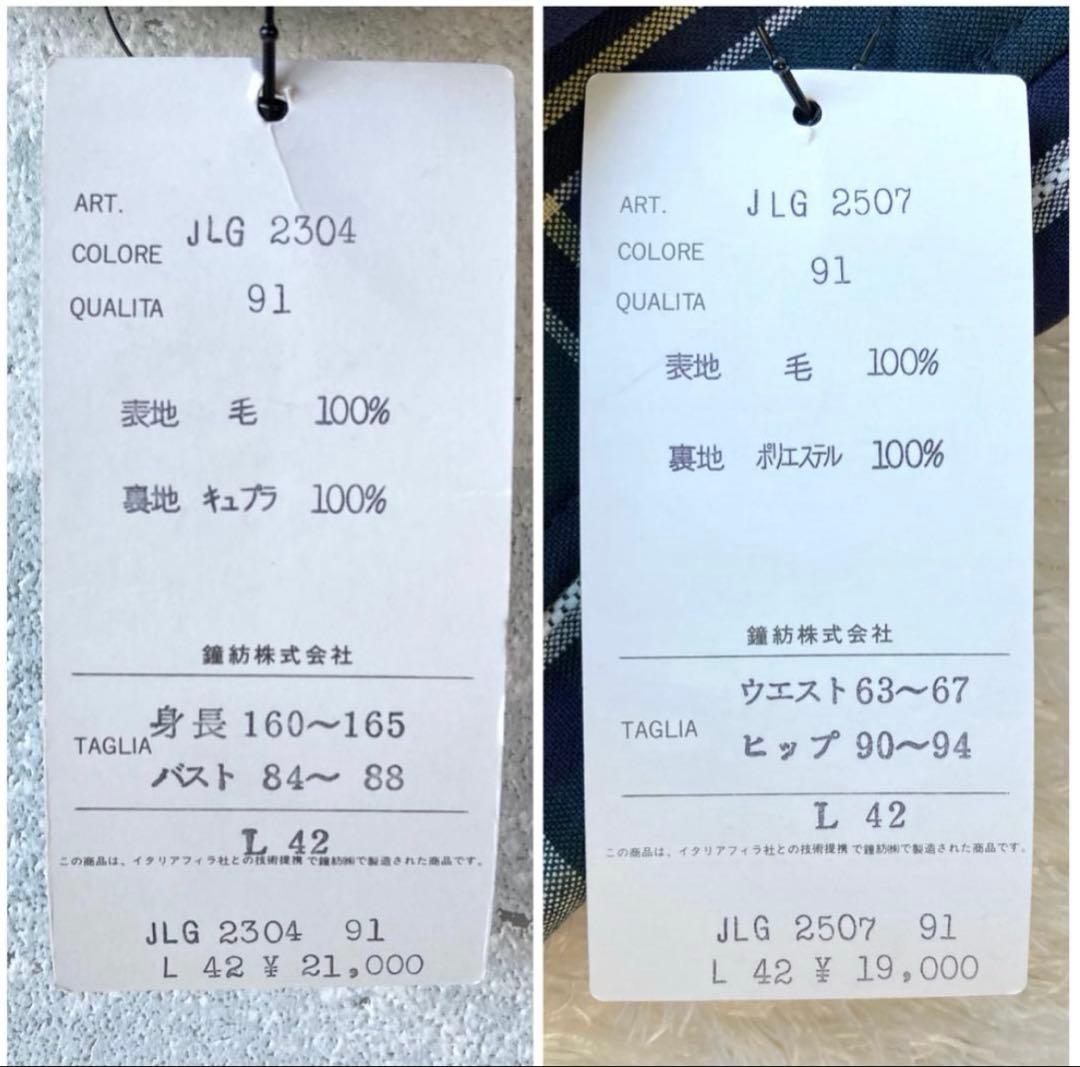 ART.
JLG 2304
COLORE
91
QUALITA
表地 毛 100%
裏地 キュプラ 100%
鐘紡株式会社
身長 160〜165
TAGLIA
バスト 84〜 88
L 42
この商品は、イタリアフィラ社との技術提携で鐘紡㈱で製造された商品です。
JLG 2304 91
L 42 ¥ 21,000
ART. JLG 2507
COLORE
91
QUALITA
表地 毛 100%
裏地 ポリエステル 100%
鐘紡株式会社
ウエスト 63〜67
TAGLIA
ヒップ 90〜94
L 42
この商品は、イタリアフィラ社との技術提携で鐘紡㈱で製造された商品です。
JLG 2507 91
L 42 ¥ 19,000